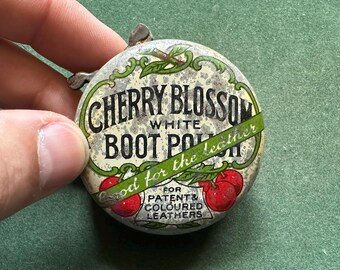 CHERRY BLOSSOM
WHITE
BOOT POLISH
good for the leather
FOR
PATENT &
COLOURED
LEATHERS